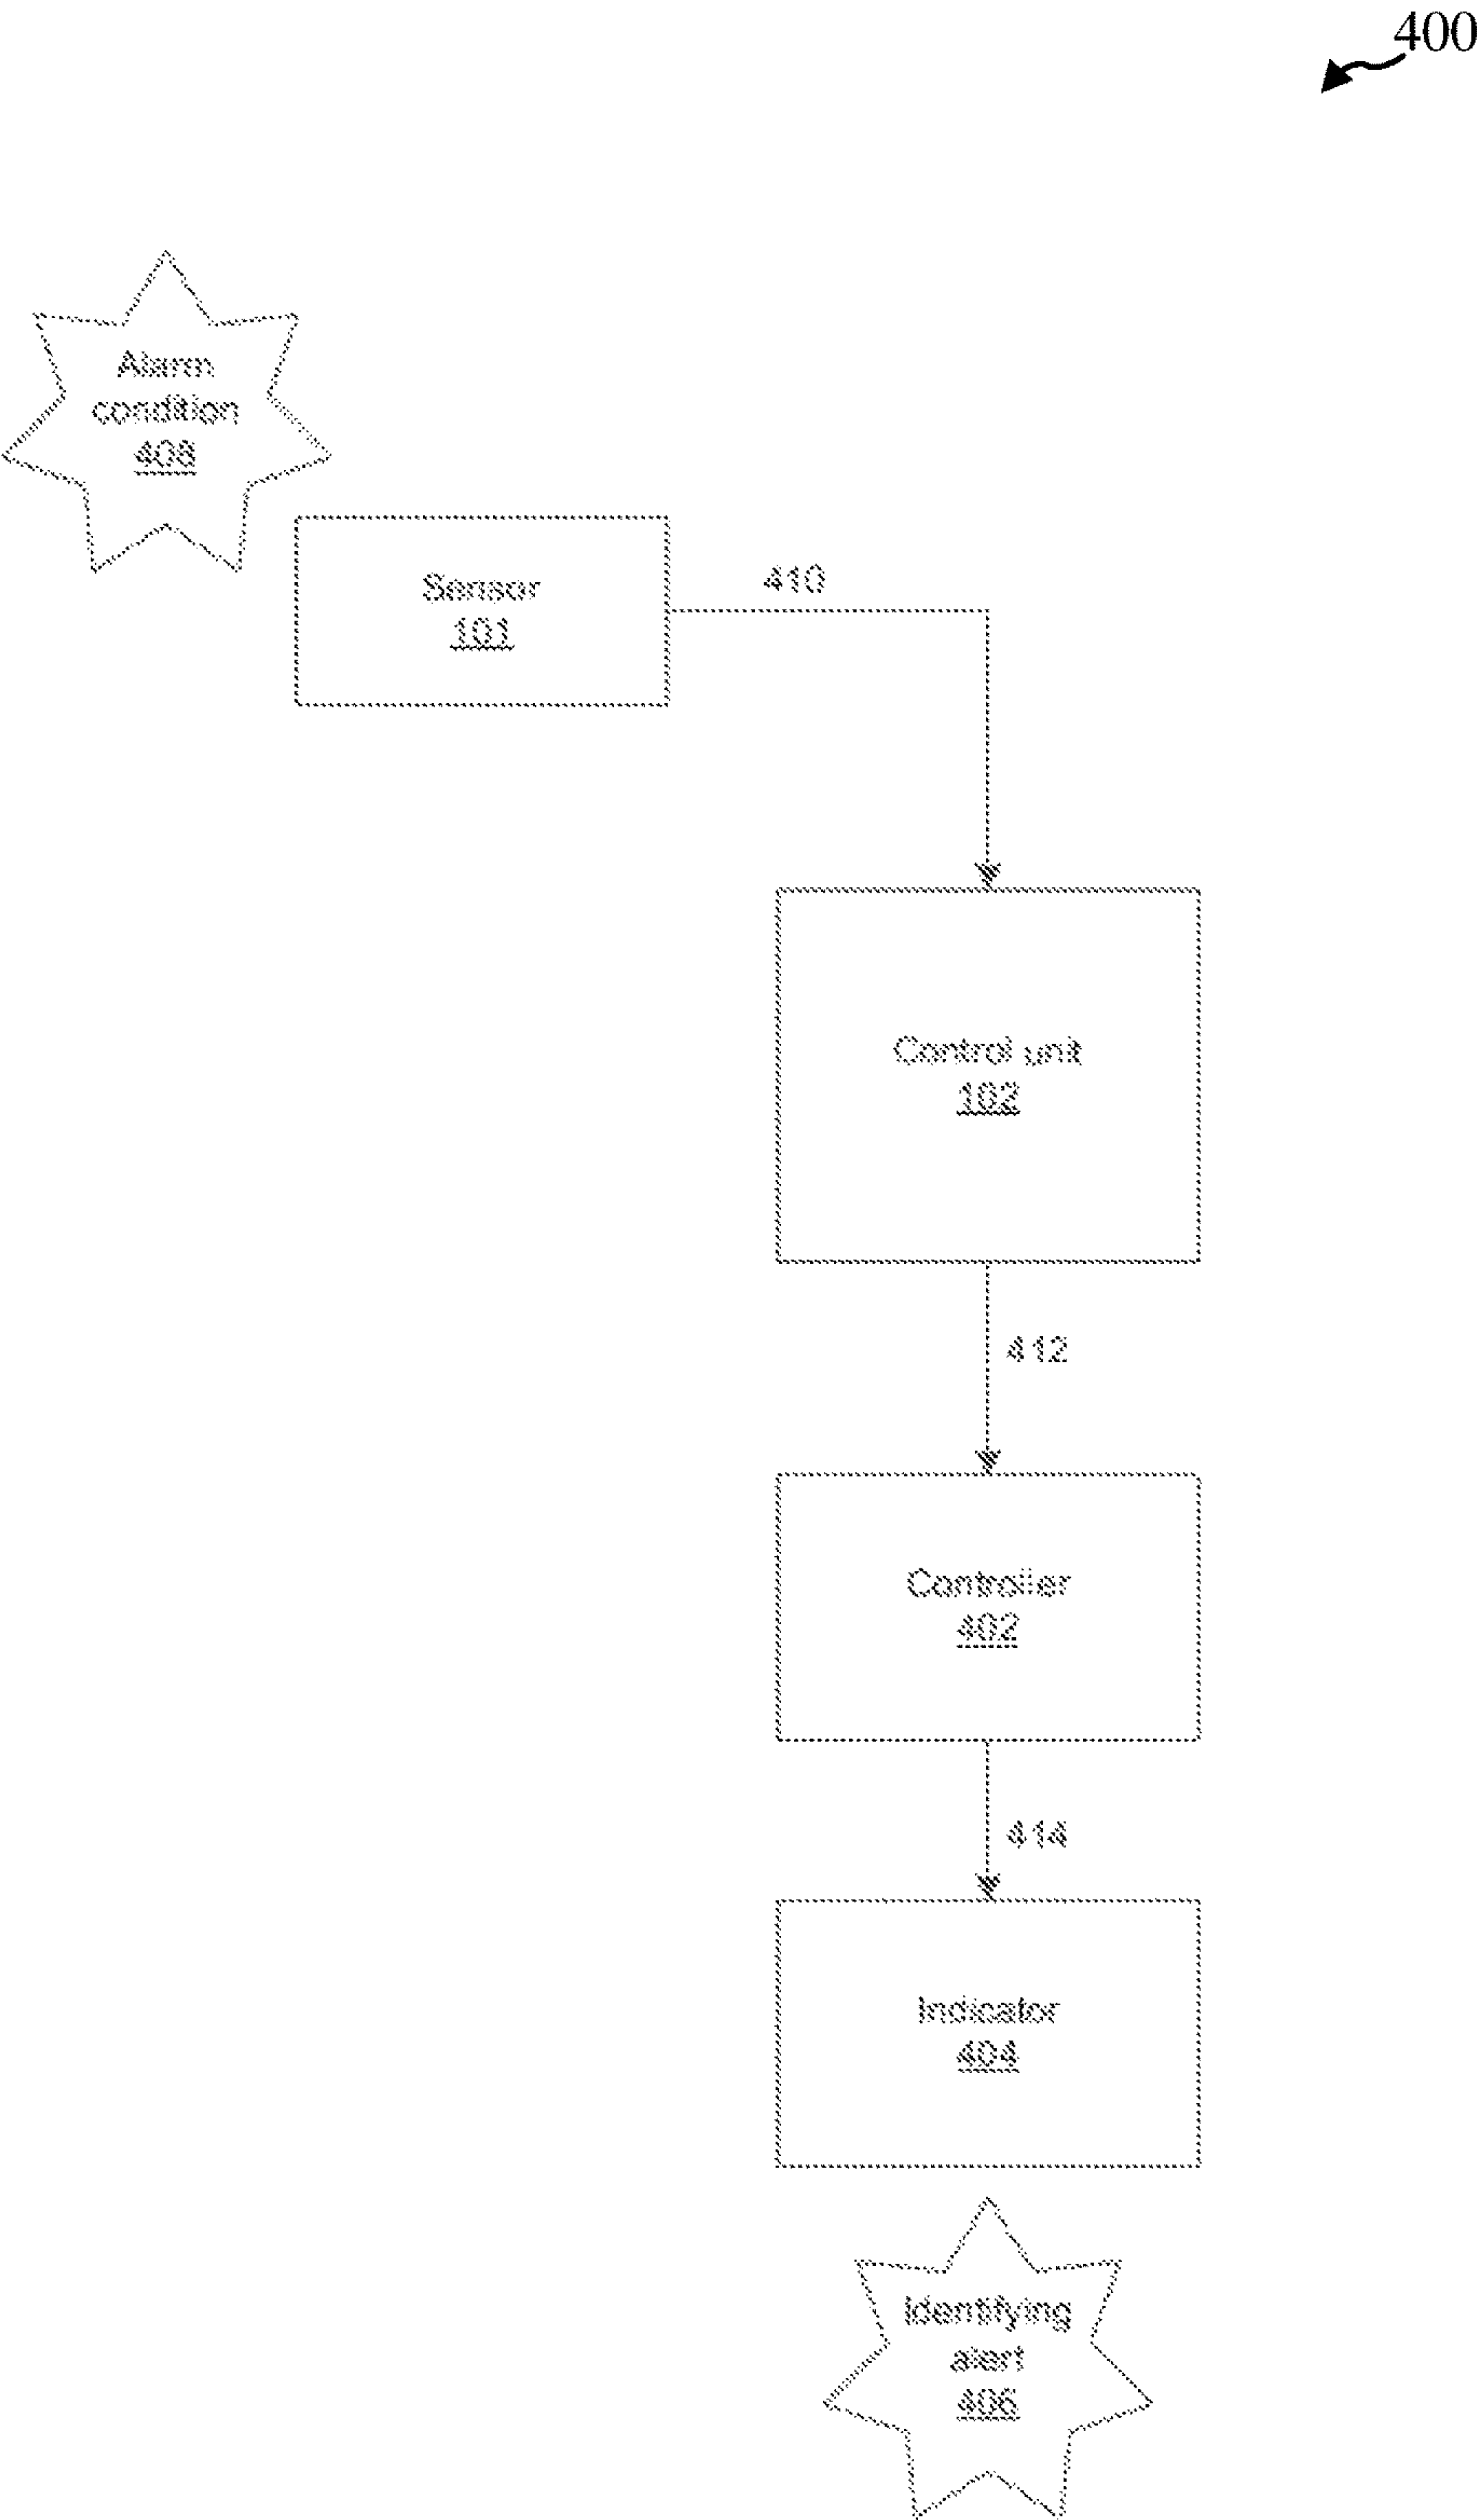 400
Alarm
condition
408
Sensor
101
410
Control unit
102
412
Controller
402
414
Indicator
404
Identifying
alert
406